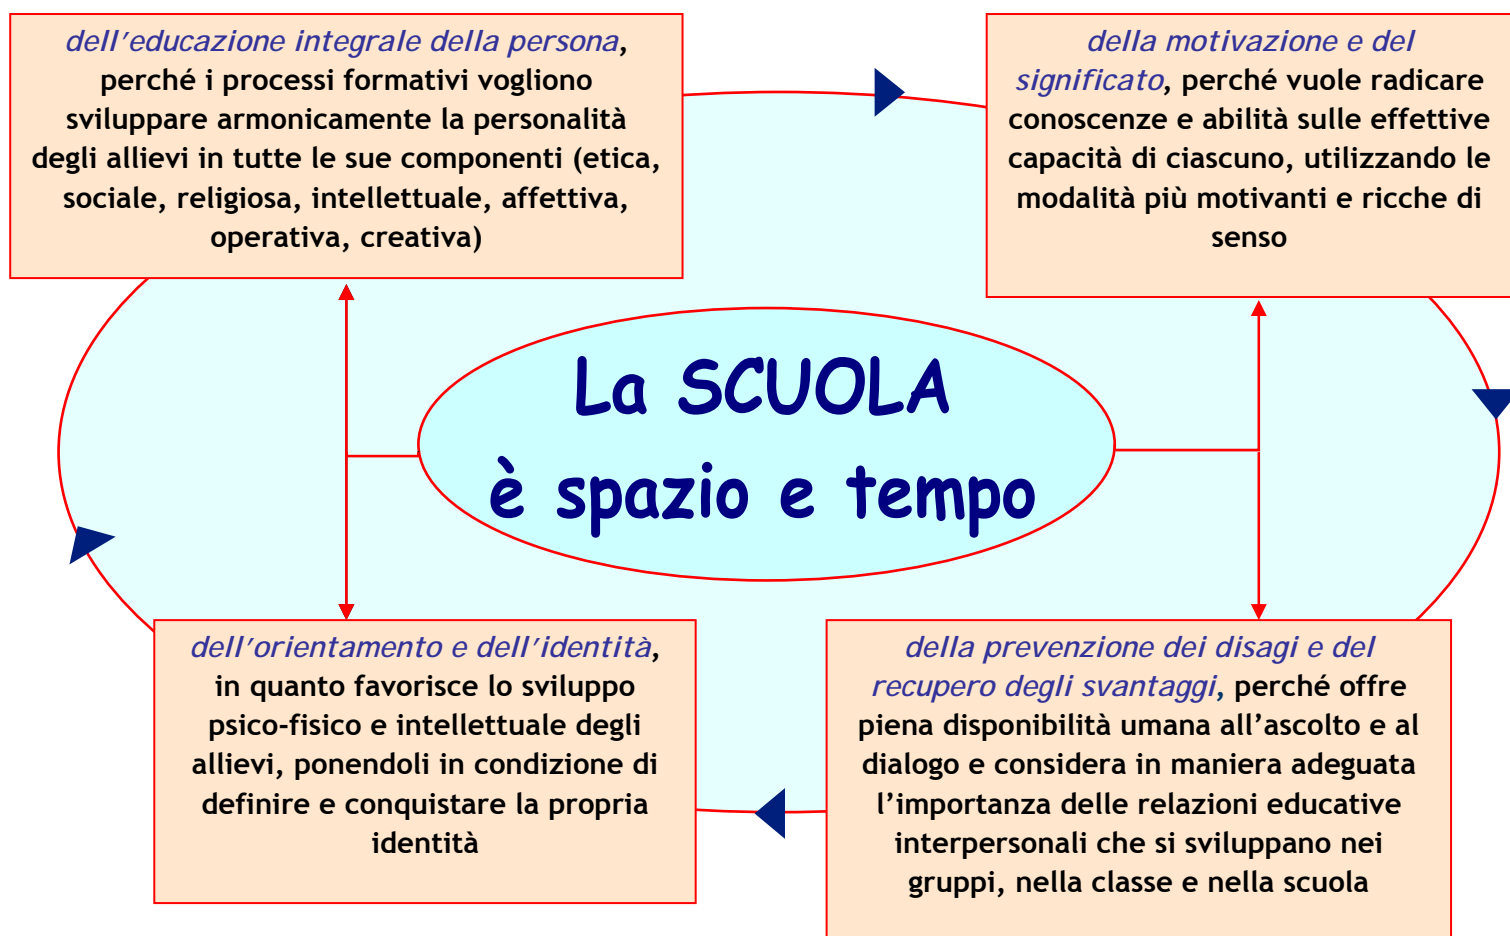 dell'educazione integrale della persona,
perché i processi formativi vogliono
sviluppare armonicamente la personalità
degli allievi in tutte le sue componenti (etica,
sociale, religiosa, intellettuale, affettiva,
operativa, creativa)
della motivazione e del
significato, perché vuole radicare
conoscenze e abilità sulle effettive
capacità di ciascuno, utilizzando le
modalità più motivanti e ricche di
senso
La SCUOLA
è spazio e tempo
dell'orientamento e dell'identità,
in quanto favorisce lo sviluppo
psico-fisico e intellettuale degli
allievi, ponendoli in condizione di
definire e conquistare la propria
identità
della prevenzione dei disagi e del
recupero degli svantaggi, perché offre
piena disponibilità umana all’ascolto e al
dialogo e considera in maniera adeguata
l’importanza delle relazioni educative
interpersonali che si sviluppano nei
gruppi, nella classe e nella scuola